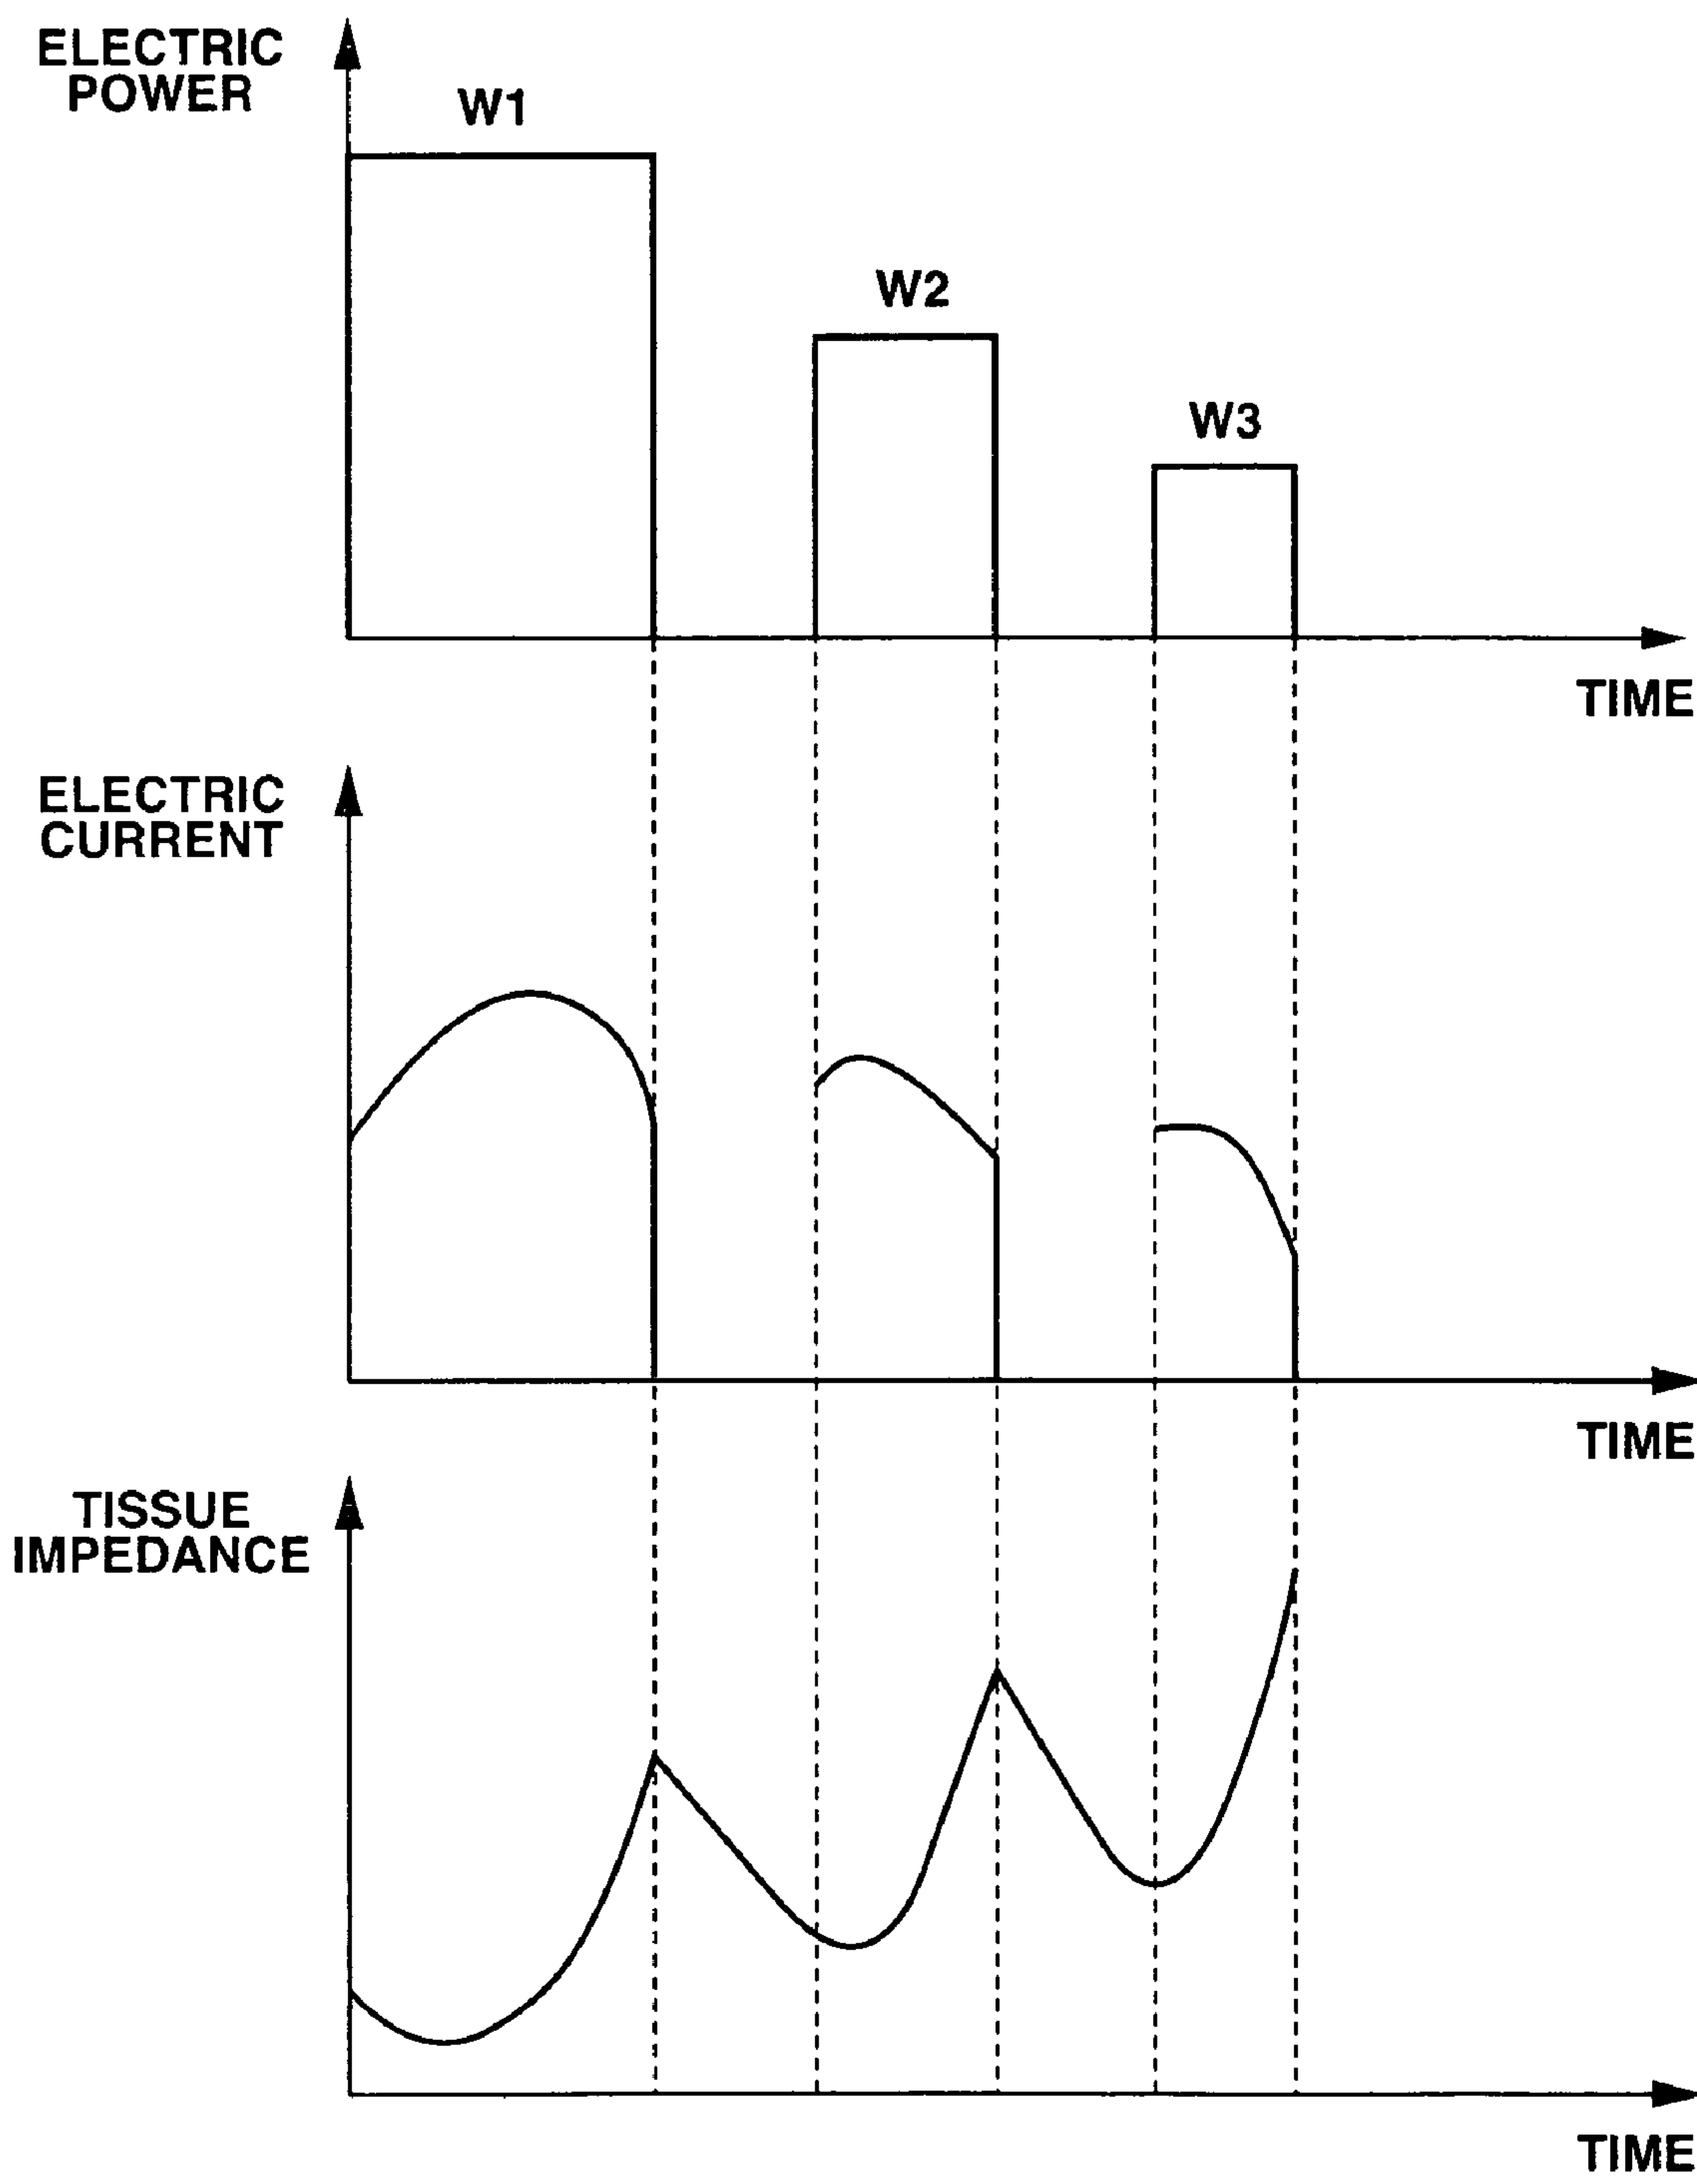 ELECTRIC
POWER
W1
W2
W3
TIME
ELECTRIC
CURRENT
TIME
TISSUE
IMPEDANCE
TIME